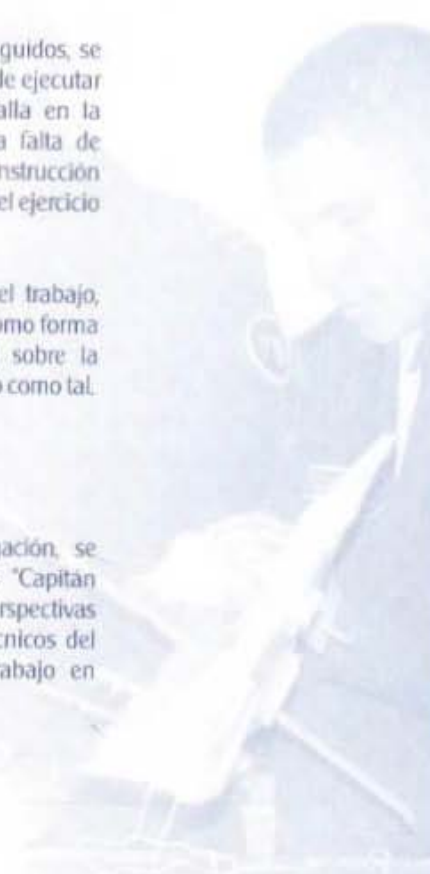 guidos, se
de ejecutar
alla en la
a falta de
nstrucción
el ejercicio
el trabajo,
omo forma
sobre la
o como tal.
ación, se
"Capitán
rspectivas
cnicos del
abajo en